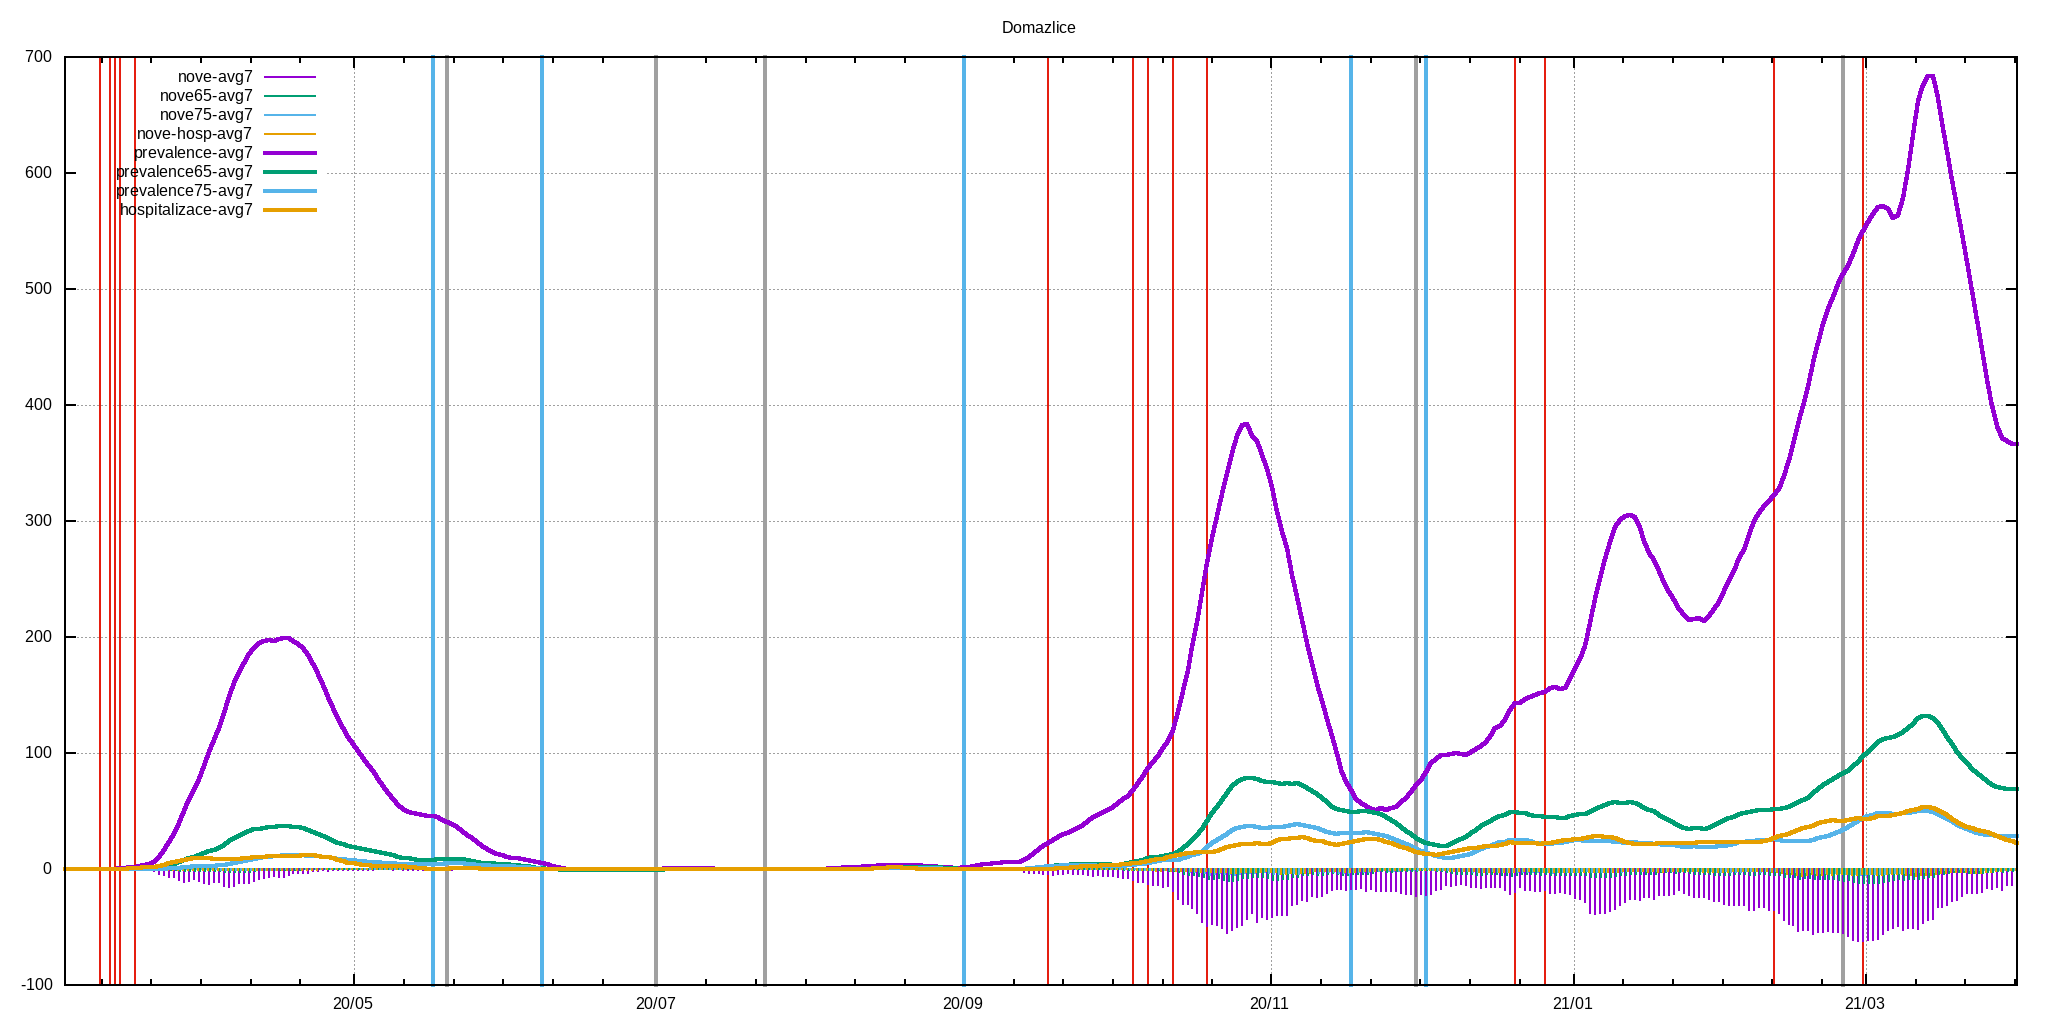 Domazlice
700
600
500
400
300
200
100
0
-100
nove-avg7
nove65-avg7
nove75-avg7
nove-hosp-avg7
prevalence-avg7
prevalence65-avg7
prevalence75-avg7
hospitalizace-avg7
20/05 20/07 20/09 20/11 21/01 21/03